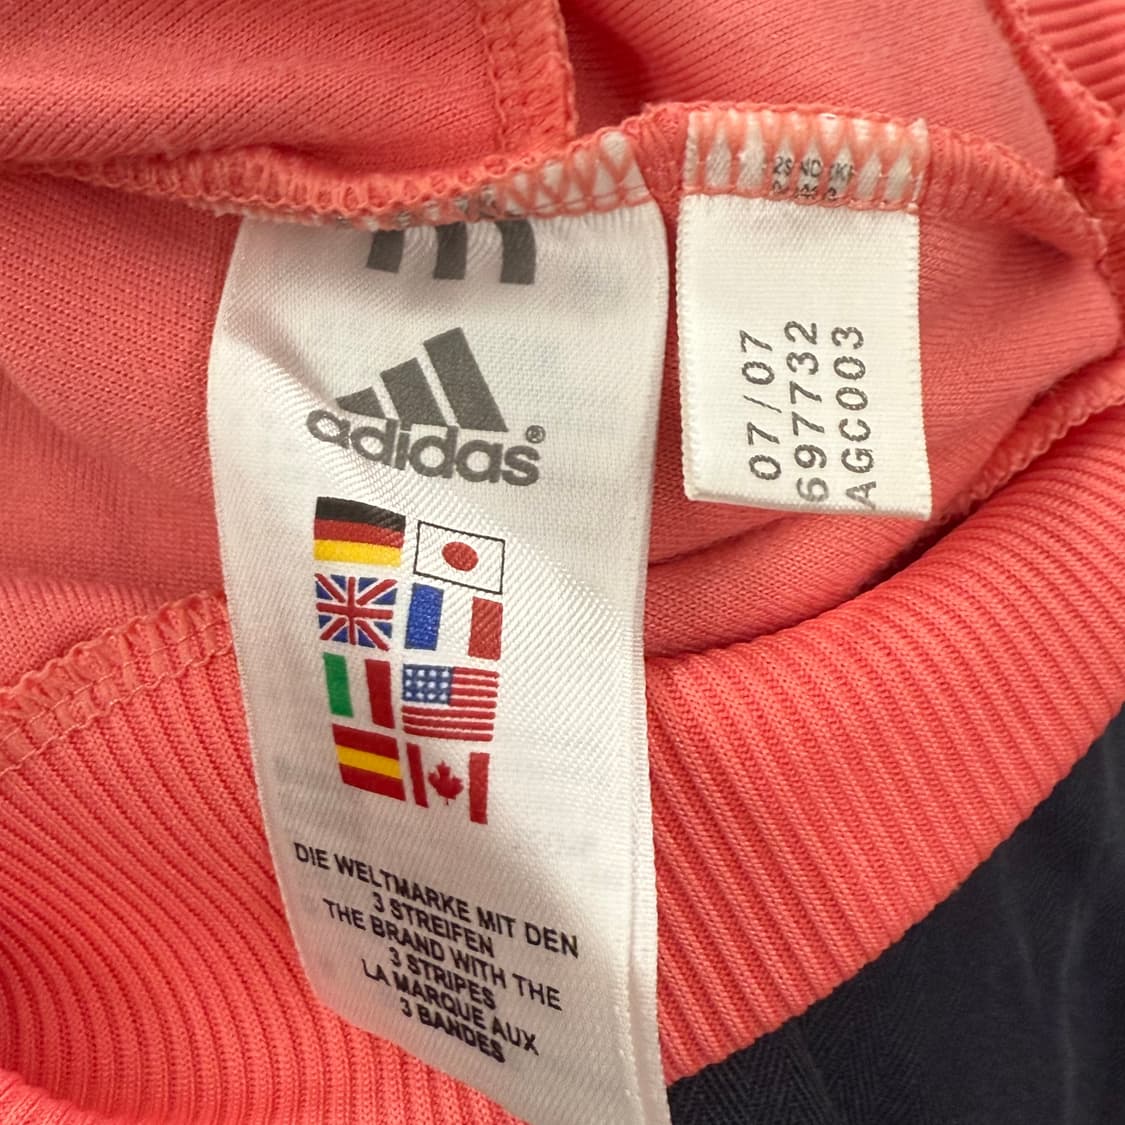 adidas®
DIE WELTMARKE MIT DEN
3 STREIFEN
THE BRAND WITH THE
3 STRIPES
LA MARQUE AUX
3 BANDES
07/07
697732
AGC003